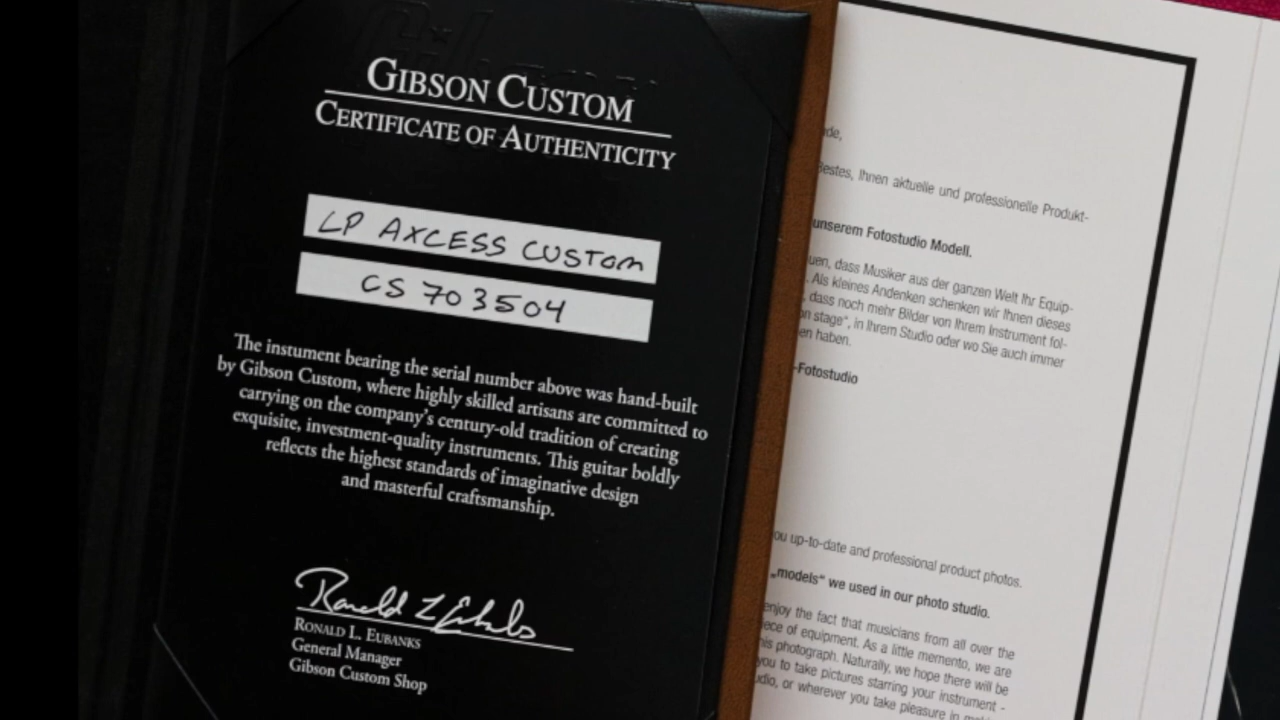 GIBSON CUSTOM
CERTIFICATE OF AUTHENTICITY
LP AXCESS CUSTOM
CS 703504
The instument bearing the serial number above was hand-built
by Gibson Custom, where highly skilled artisans are committed to
carrying on the company's century-old tradition of creating
exquisite, investment-quality instruments. This guitar boldly
reflects the highest standards of imaginative design
and masterful craftsmanship.
Ronald L Eubanks
RONALD L. EUBANKS
General Manager
Gibson Custom Shop
Bestes, Ihnen aktuelle und professionelle Produkt-
unserem Fotostudio Modell.
dass Musiker aus der ganzen Welt Ihr Equip-
. Als kleines Andenken schenken wir Ihnen dieses
, dass noch mehr Bilder von Ihrem Instrument fol-
on stage", in Ihrem Studio oder wo Sie auch immer
haben.
-Fotostudio
up-to-date and professional product photos.
„models“ we used in our photo studio.
enjoy the fact that musicians from all over the
of equipment. As a little memento, we are
this photograph. Naturally, we hope there will be
you to take pictures starring your instrument -
or wherever you take pleasure in